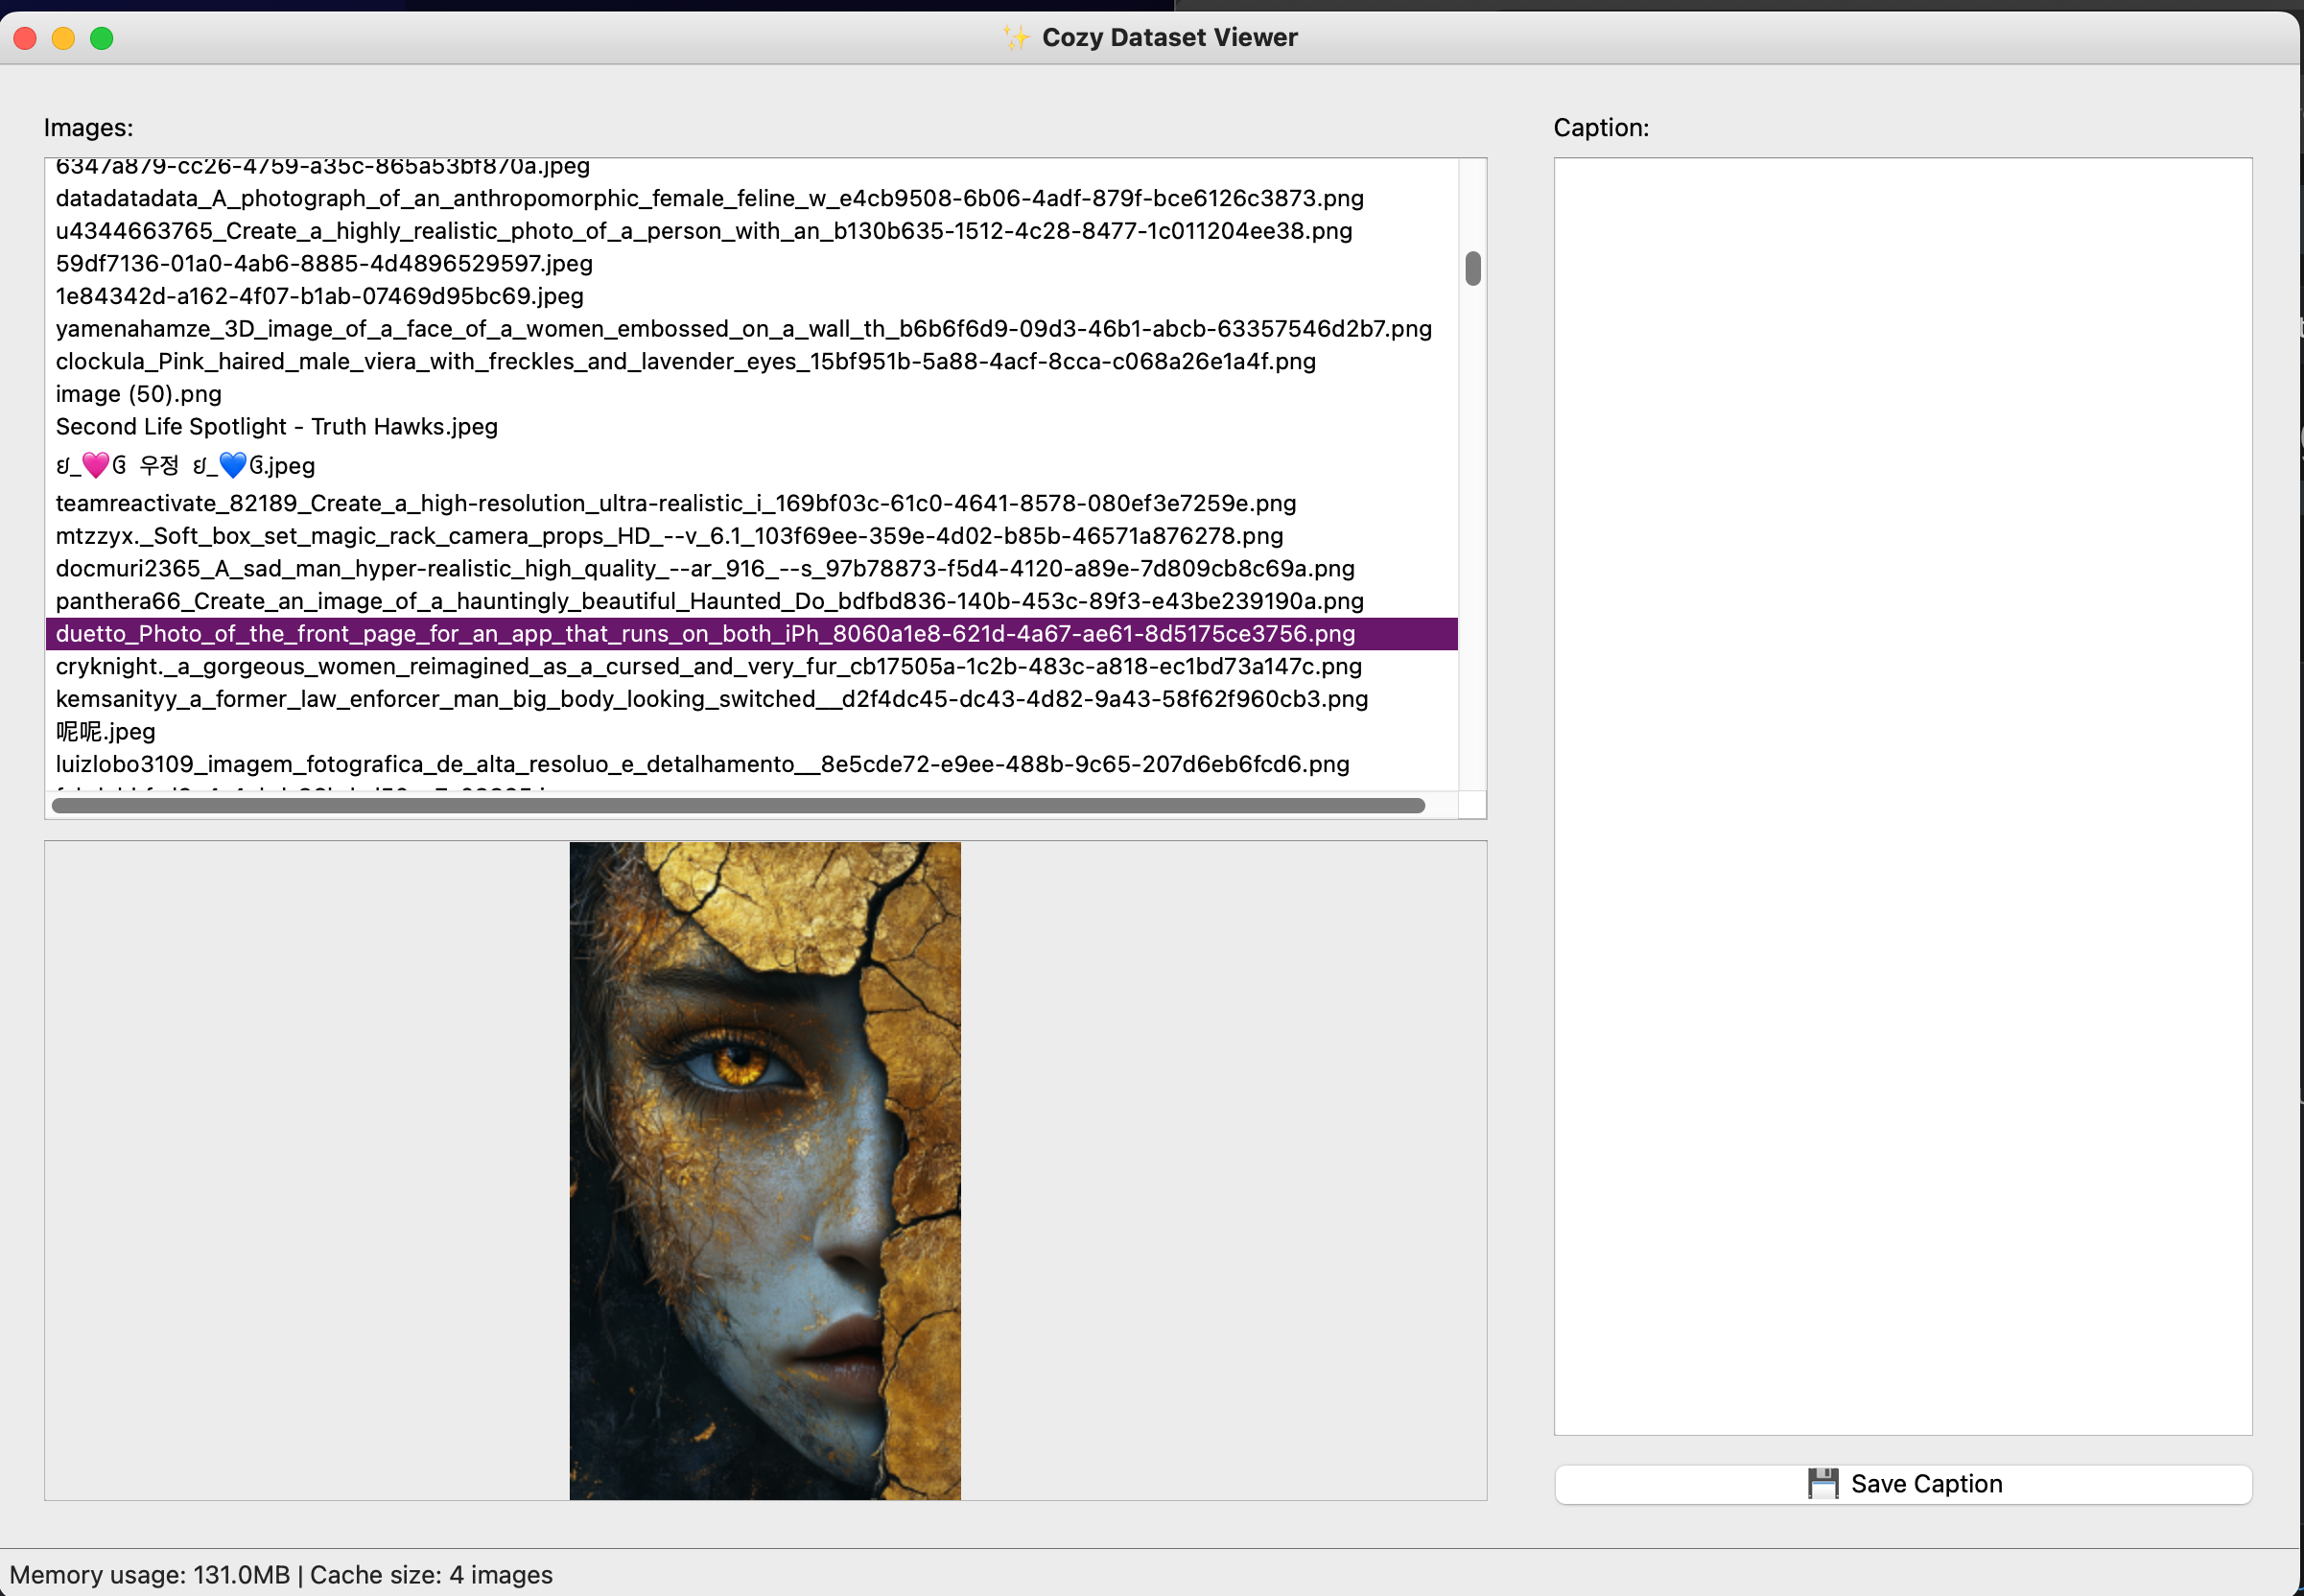 ✨ Cozy Dataset Viewer
Images:
6347a879-cc26-4759-a35c-865a53bf870a.jpeg
datadatadata_A_photograph_of_an_anthropomorphic_female_feline_w_e4cb9508-6b06-4adf-879f-bce6126c3873.png
u4344663765_Create_a_highly_realistic_photo_of_a_person_with_an_b130b635-1512-4c28-8477-1c011204ee38.png
59df7136-01a0-4ab6-8885-4d4896529597.jpeg
1e84342d-a162-4f07-b1ab-07469d95bc69.jpeg
yamenahamze_3D_image_of_a_face_of_a_women_embossed_on_a_wall_th_b6b6f6d9-09d3-46b1-abcb-63357546d2b7.png
clockula_Pink_haired_male_viera_with_freckles_and_lavender_eyes_15bf951b-5a88-4acf-8cca-c068a26e1a4f.png
image (50).png
Second Life Spotlight - Truth Hawks.jpeg
ꫀ_🩷ଓ 우정 ꫀ_💙ଓ.jpeg
teamreactivate_82189_Create_a_high-resolution_ultra-realistic_i_169bf03c-61c0-4641-8578-080ef3e7259e.png
mtzzyx._Soft_box_set_magic_rack_camera_props_HD_--v_6.1_103f69ee-359e-4d02-b85b-46571a876278.png
docmuri2365_A_sad_man_hyper-realistic_high_quality_--ar_916_--s_97b78873-f5d4-4120-a89e-7d809cb8c69a.png
panthera66_Create_an_image_of_a_hauntingly_beautiful_Haunted_Do_bdfbd836-140b-453c-89f3-e43be239190a.png
duetto_Photo_of_the_front_page_for_an_app_that_runs_on_both_iPh_8060a1e8-621d-4a67-ae61-8d5175ce3756.png
cryknight._a_gorgeous_women_reimagined_as_a_cursed_and_very_fur_cb17505a-1c2b-483c-a818-ec1bd73a147c.png
kemsanityy_a_former_law_enforcer_man_big_body_looking_switched__d2f4dc45-dc43-4d82-9a43-58f62f960cb3.png
呢呢.jpeg
luizlobo3109_imagem_fotografica_de_alta_resoluo_e_detalhamento__8e5cde72-e9ee-488b-9c65-207d6eb6fcd6.png
Caption:
💾 Save Caption
Memory usage: 131.0MB | Cache size: 4 images